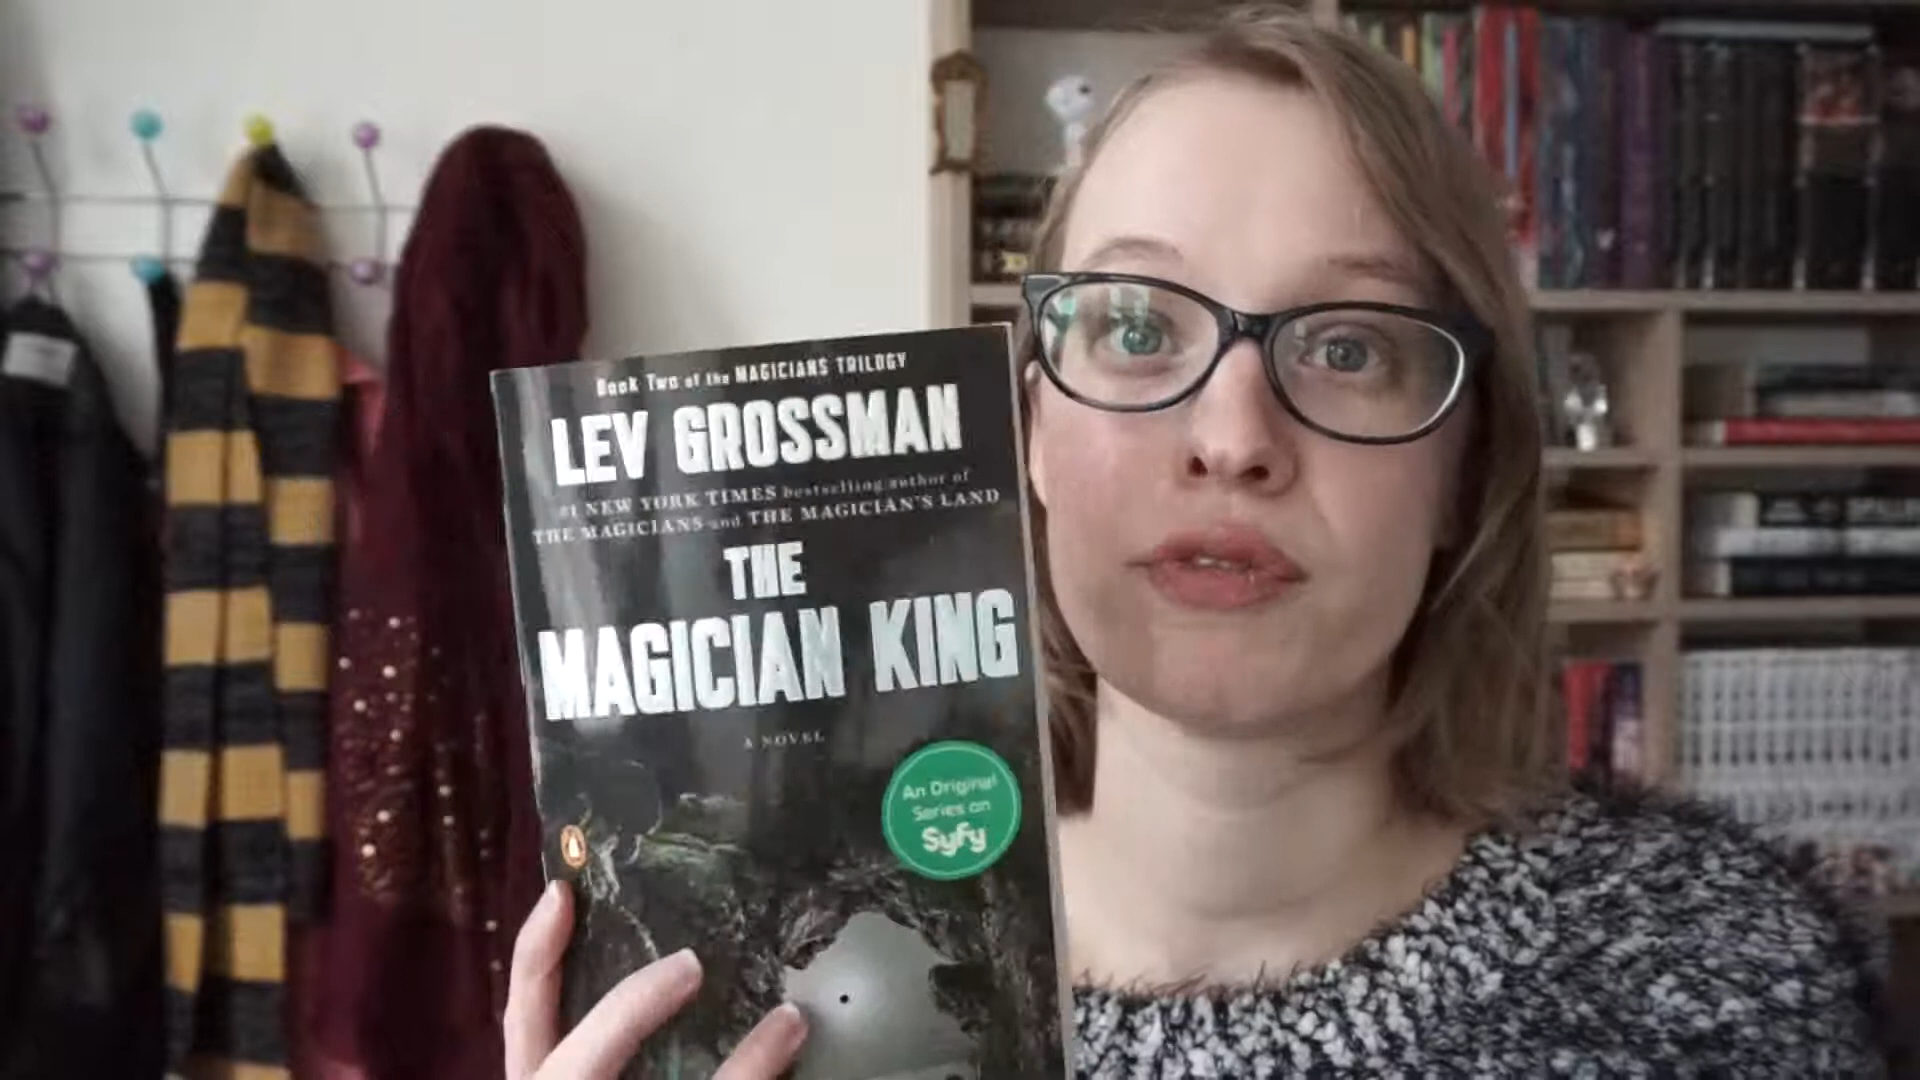 Book Two of the MAGICIANS TRILOGY
LEV GROSSMAN
#1 NEW YORK TIMES bestselling author of
THE MAGICIANS and THE MAGICIAN'S LAND
THE
MAGICIAN KING
A NOVEL
An Original
Series on
Syfy